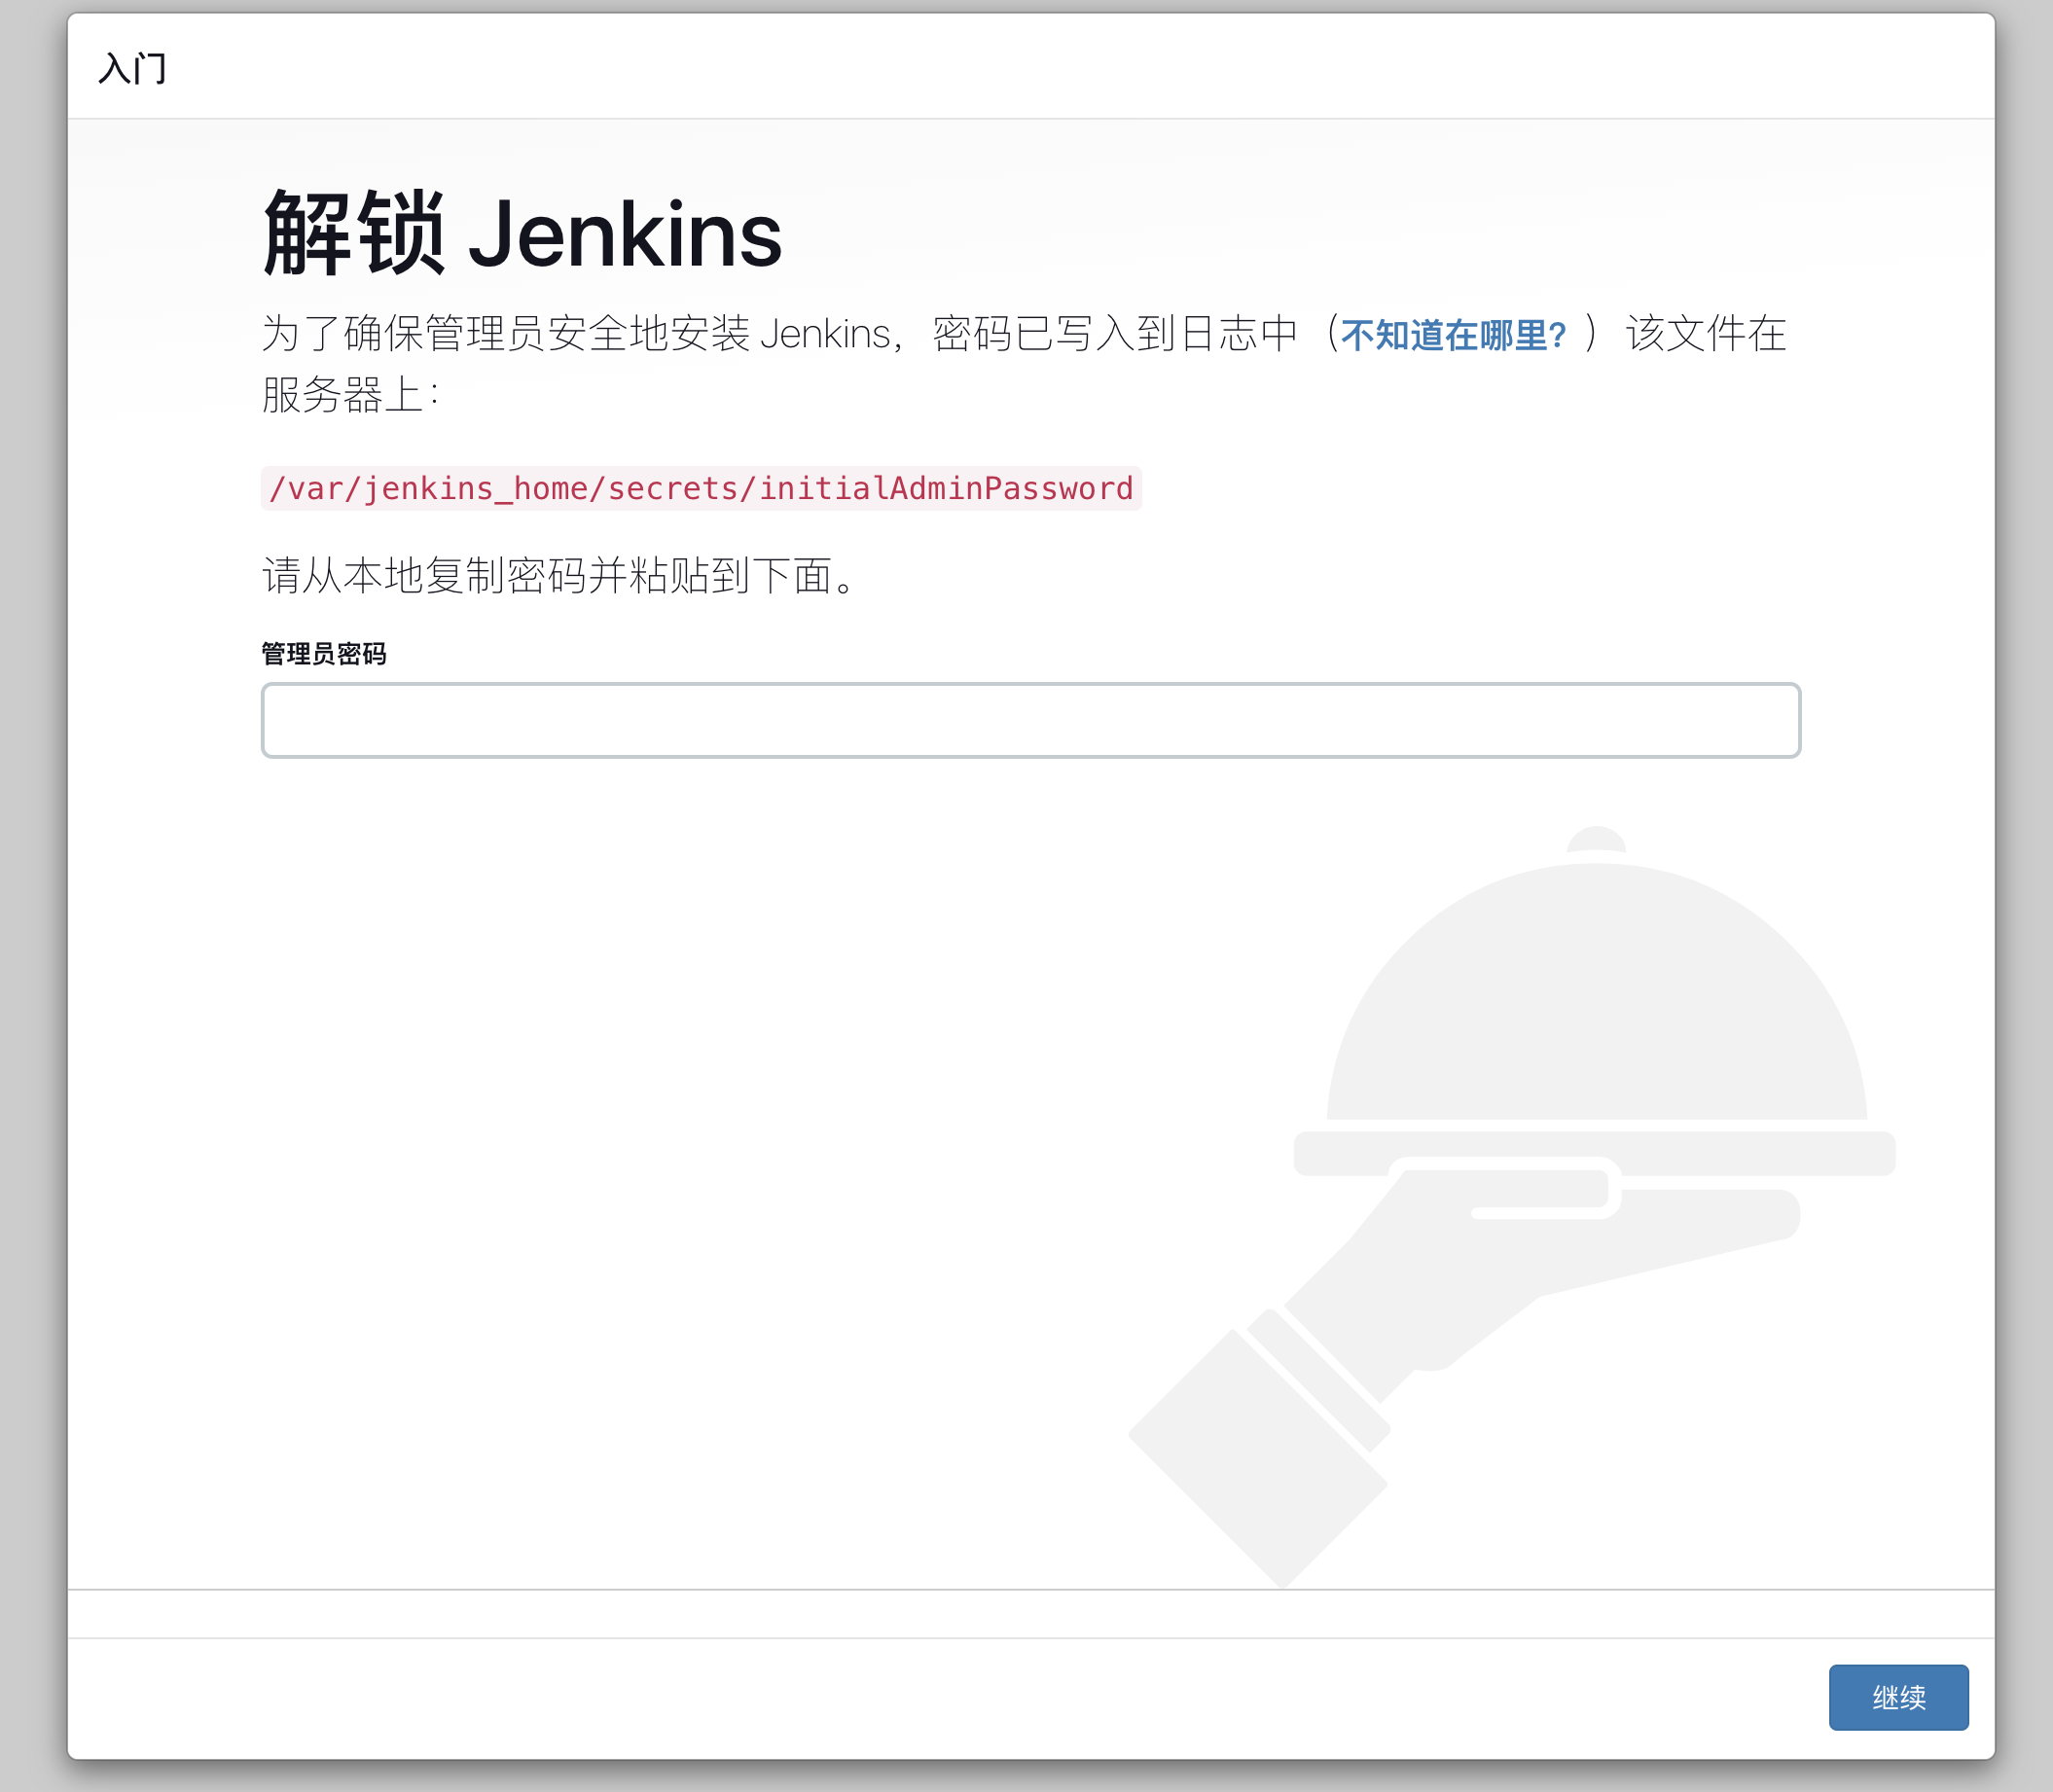 入门
解锁 Jenkins
为了确保管理员安全地安装 Jenkins，密码已写入到日志中（不知道在哪里？）该文件在
服务器上：
/var/jenkins_home/secrets/initialAdminPassword
请从本地复制密码并粘贴到下面。
管理员密码
继续